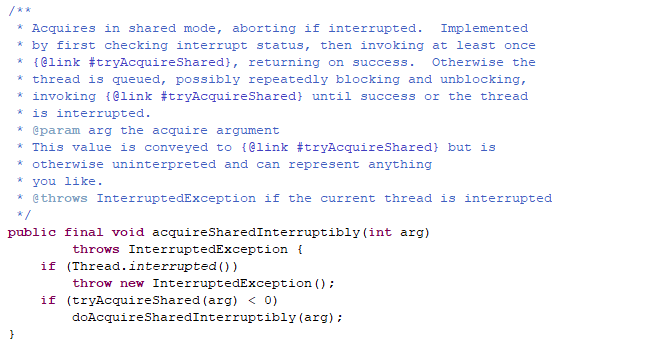 /**
 * Acquires in shared mode, aborting if interrupted.  Implemented
 * by first checking interrupt status, then invoking at least once
 * {@link #tryAcquireShared}, returning on success.  Otherwise the
 * thread is queued, possibly repeatedly blocking and unblocking,
 * invoking {@link #tryAcquireShared} until success or the thread
 * is interrupted.
 * @param arg the acquire argument
 * This value is conveyed to {@link #tryAcquireShared} but is
 * otherwise uninterpreted and can represent anything
 * you like.
 * @throws InterruptedException if the current thread is interrupted
 */
public final void acquireSharedInterruptibly(int arg)
        throws InterruptedException {
    if (Thread.interrupted())
        throw new InterruptedException();
    if (tryAcquireShared(arg) < 0)
        doAcquireSharedInterruptibly(arg);
}